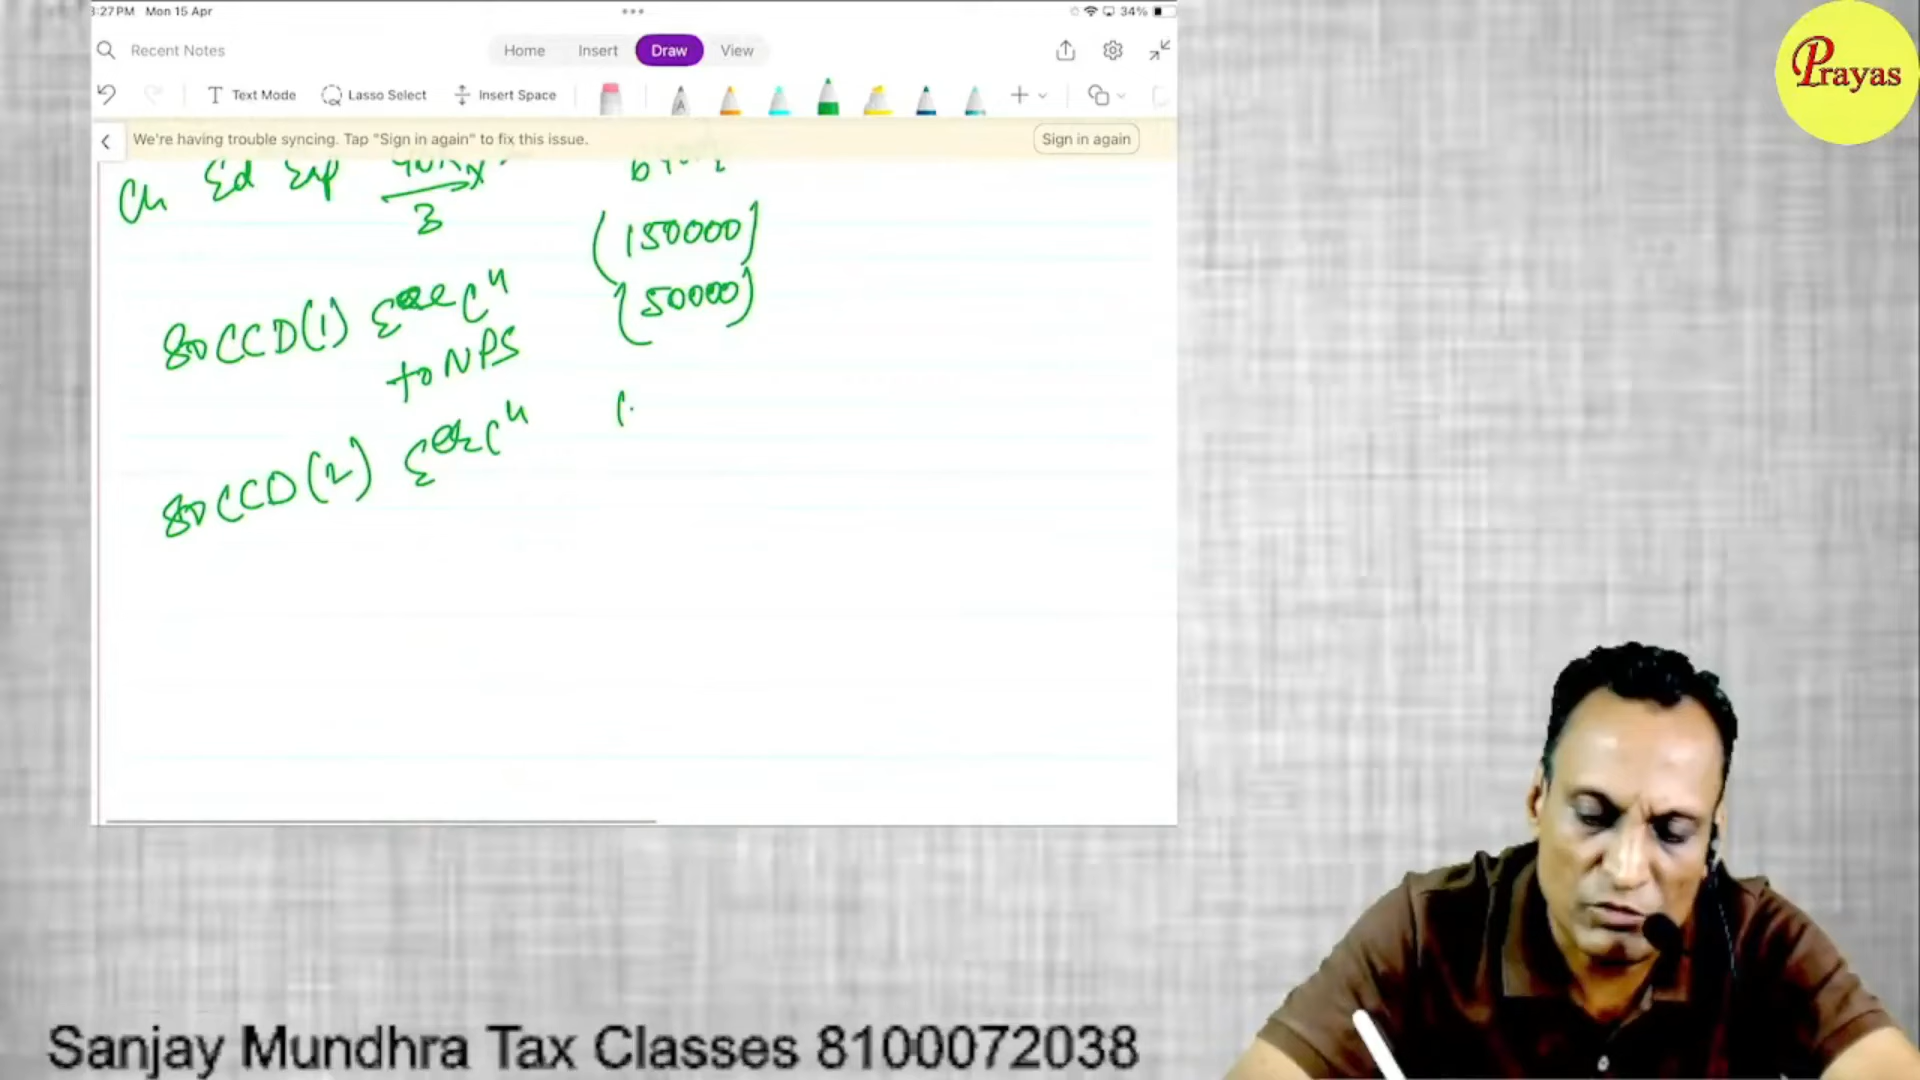 3:27 PM Mon 15 Apr
34%
Prayas
Recent Notes
Home Insert Draw View
Text Mode Lasso Select Insert Space
We're having trouble syncing. Tap "Sign in again" to fix this issue.
Sign in again
Ch Ed Exp
3
(150000)
80CCD(1)
(50000)
to NPS
80CCD(2)
(
Sanjay Mundhra Tax Classes 8100072038